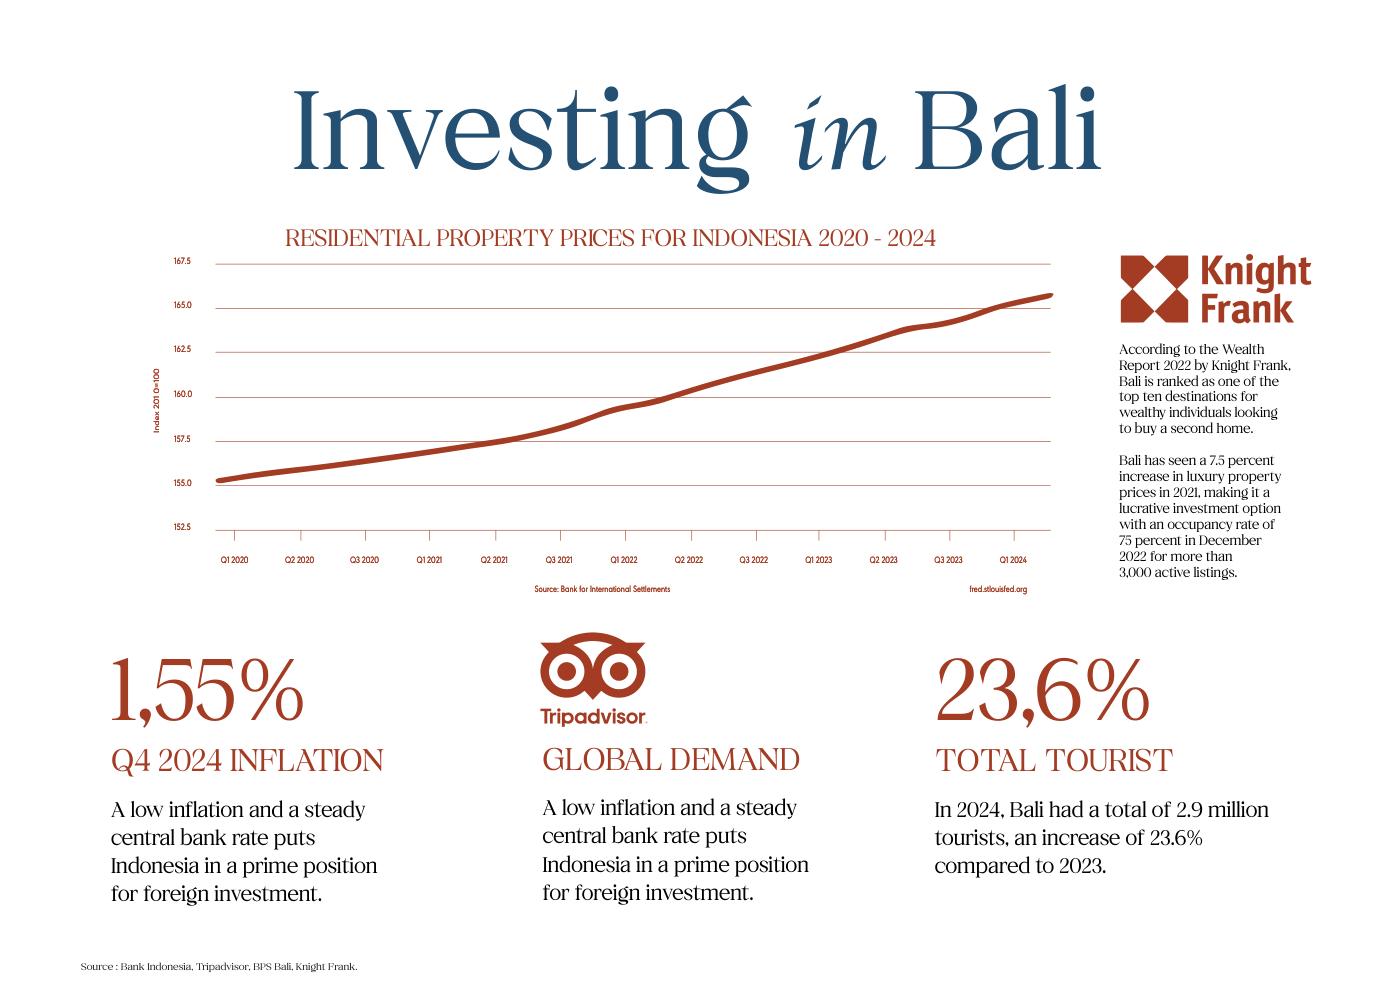 Investing in Bali
RESIDENTIAL PROPERTY PRICES FOR INDONESIA 2020 - 2024
167.5
165.0
162.5
160.0
157.5
155.0
152.5
Index 201 0=100
Q1 2020 Q2 2020 Q3 2020 Q1 2021 Q2 2021 Q3 2021 Q1 2022 Q2 2022 Q3 2022 Q1 2023 Q2 2023 Q3 2023 Q1 2024
Source: Bank for International Settlements
fred.stlouisfed.org
Knight
Frank
According to the Wealth
Report 2022 by Knight Frank,
Bali is ranked as one of the
top ten destinations for
wealthy individuals looking
to buy a second home.
Bali has seen a 7.5 percent
increase in luxury property
prices in 2021, making it a
lucrative investment option
with an occupancy rate of
75 percent in December
2022 for more than
3,000 active listings.
1,55%
Q4 2024 INFLATION
A low inflation and a steady
central bank rate puts
Indonesia in a prime position
for foreign investment.
Tripadvisor
GLOBAL DEMAND
A low inflation and a steady
central bank rate puts
Indonesia in a prime position
for foreign investment.
23,6%
TOTAL TOURIST
In 2024, Bali had a total of 2.9 million
tourists, an increase of 23.6%
compared to 2023.
Source : Bank Indonesia, Tripadvisor, BPS Bali, Knight Frank.